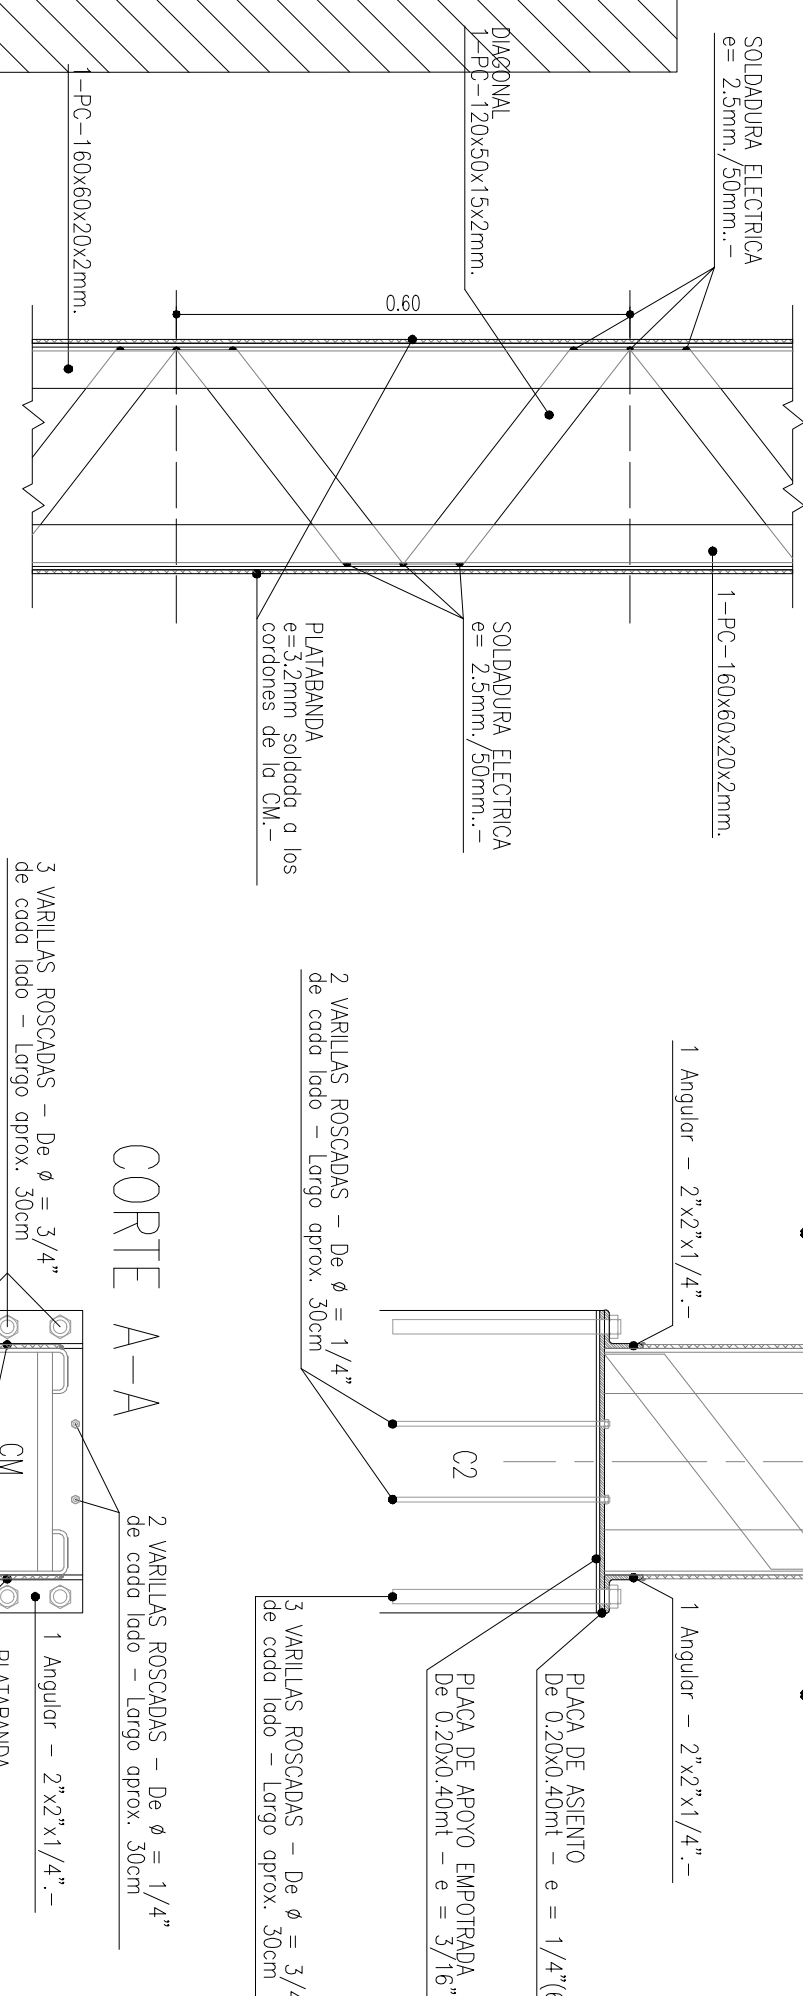 SOLDADURA ELECTRICA
e= 2.5mm./50mm..-
DIAGONAL
1-PC-120x50x15x2mm.
1-PC-160x60x20x2mm.
0.60
1-PC-160x60x20x2mm.
SOLDADURA ELECTRICA
e= 2.5mm./50mm..-
PLATABANDA
e=3.2mm soldada a los
cordones de la CM.-
1 Angular - 2"x2"x1/4".-
2 VARILLAS ROSCADAS - De ø = 1/4"
de cada lado - Largo aprox. 30cm
3 VARILLAS ROSCADAS - De ø = 3/4"
de cada lado - Largo aprox. 30cm
CORTE A-A
C2
CM
1 Angular - 2"x2"x1/4".-
PLACA DE ASIENTO
De 0.20x0.40mt - e = 1/4"(
PLACA DE APOYO EMPOTRADA
De 0.20x0.40mt - e = 3/16"
3 VARILLAS ROSCADAS - De ø = 3/4
de cada lado - Largo aprox. 30cm
2 VARILLAS ROSCADAS - De ø = 1/4"
de cada lado - Largo aprox. 30cm
1 Angular - 2"x2"x1/4".-
PLATABANDA